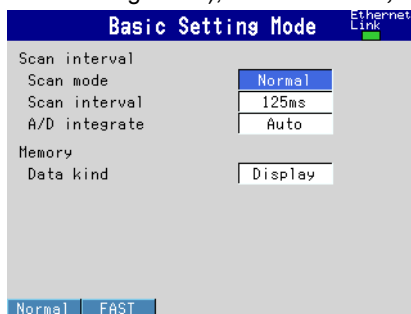 Basic Setting Mode
Ethernet
Link
Scan interval
Scan mode Normal
Scan interval 125ms
A/D integrate Auto
Memory
Data kind Display
Normal FAST